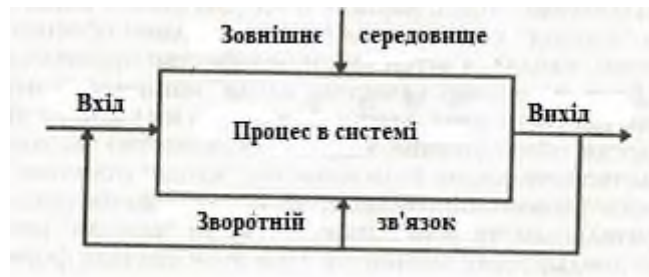 Зовнішнє середовище
Вхід
Вихід
Процес в системі
Зворотній зв'язок